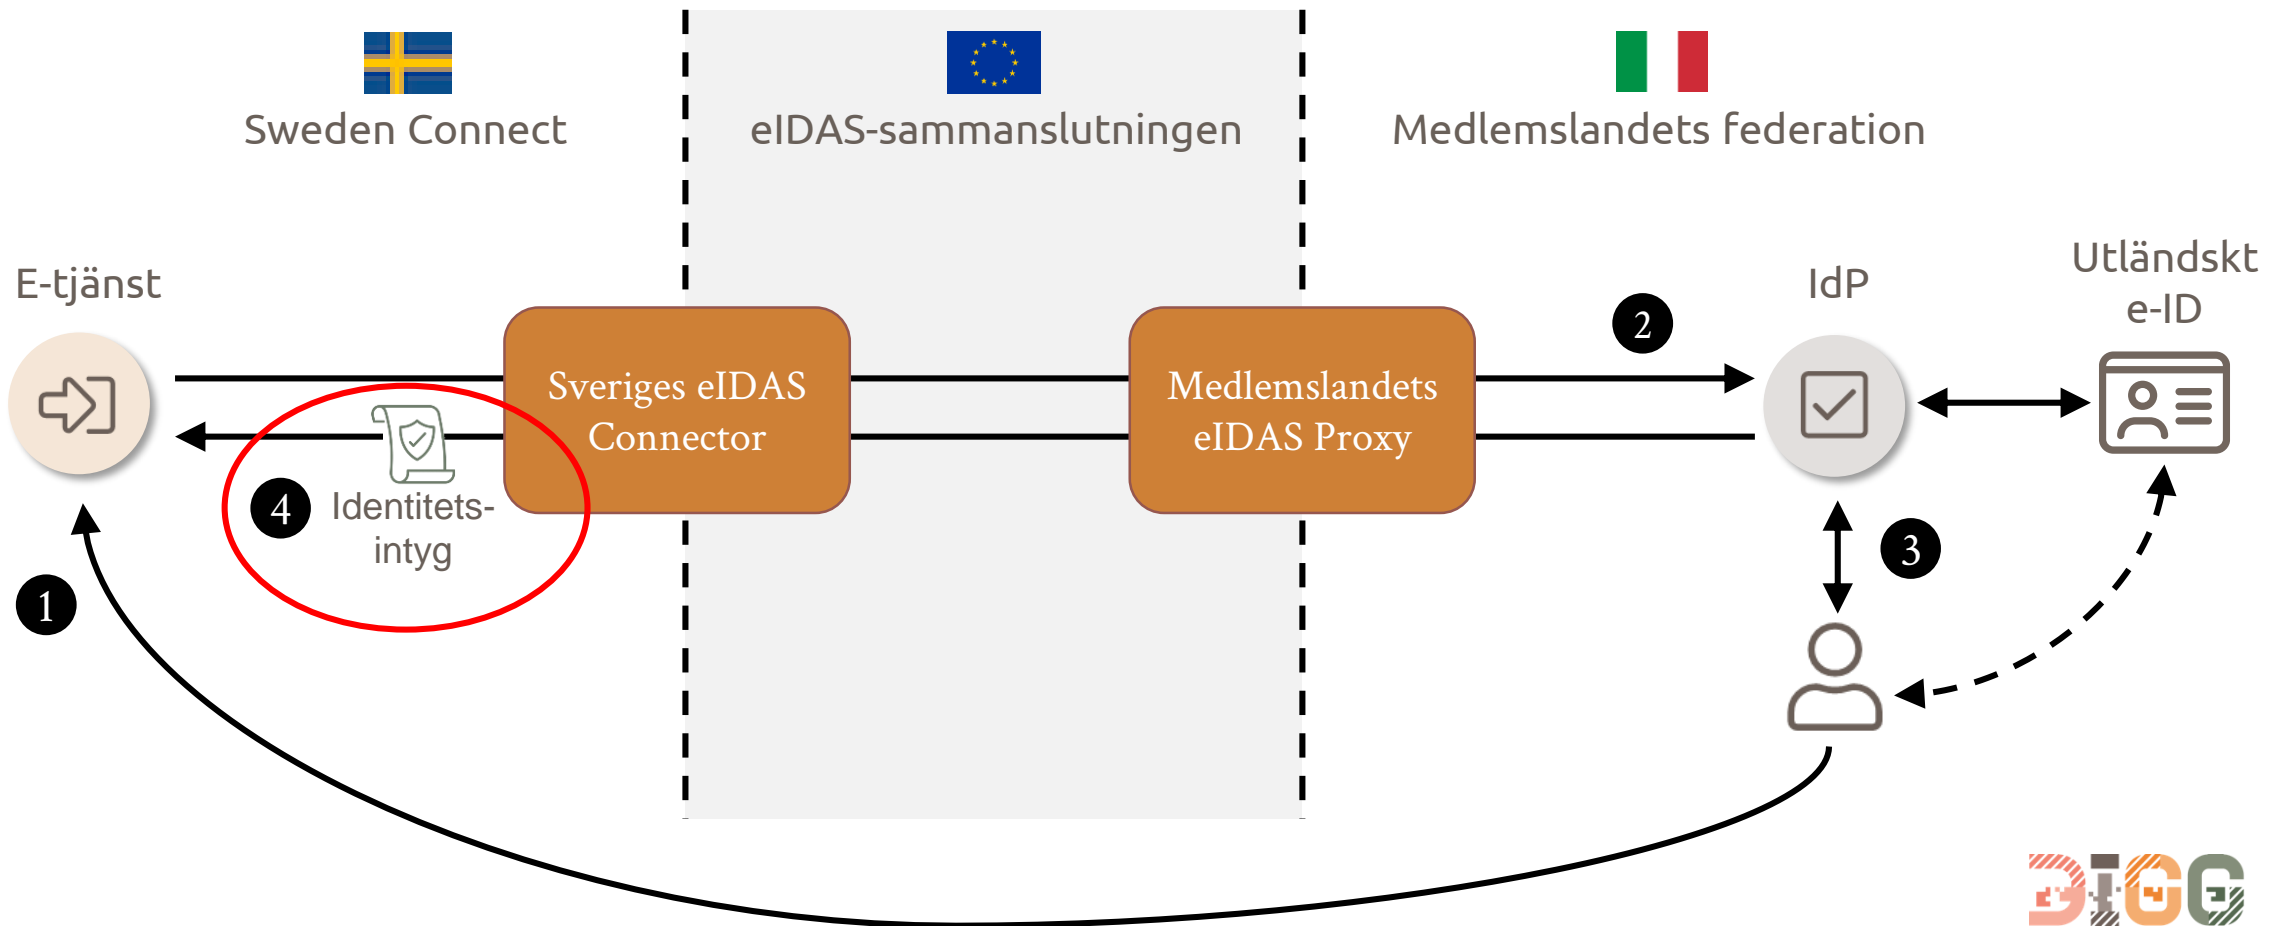 Sweden Connect
eIDAS-sammanslutningen
Medlemslandets federation
E-tjänst
IdP
Utländskt
e-ID
2
Sveriges eIDAS
Connector
Medlemslandets
eIDAS Proxy
4
Identitets-
intyg
3
1
DIGG